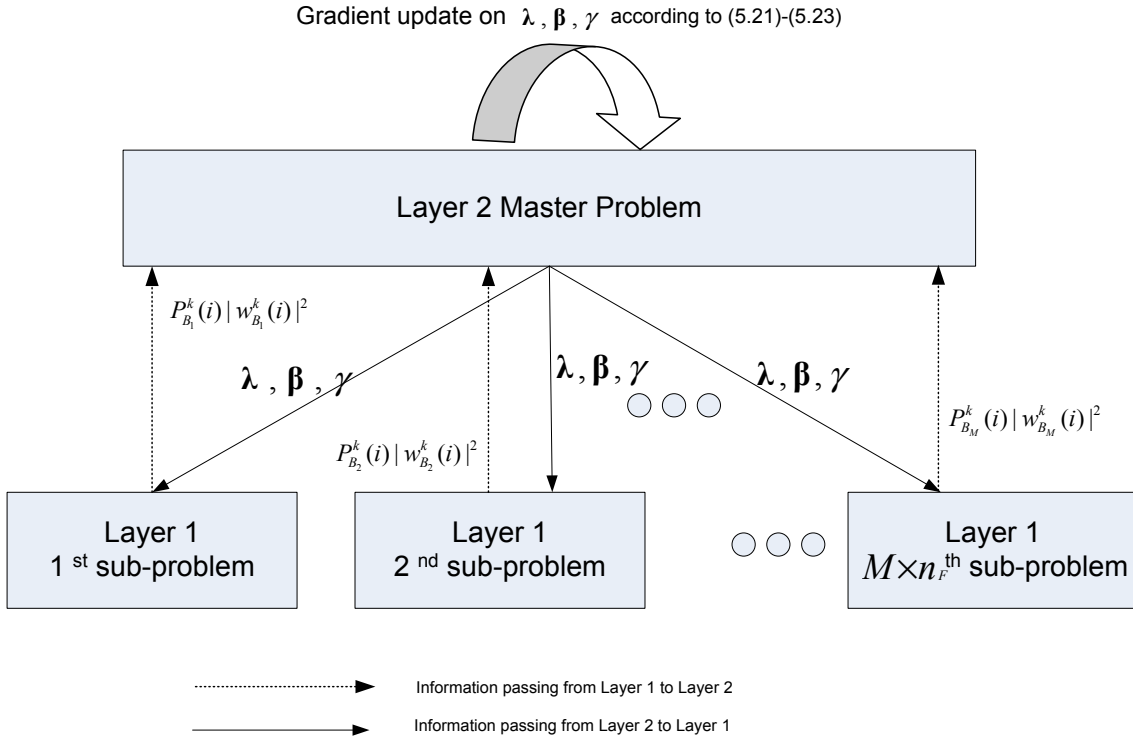 Gradient update on λ , β , γ according to (5.21)-(5.23)
Layer 2 Master Problem
P_{B_1}^k(i) | w_{B_1}^k(i) |^2
λ , β , γ
λ, β, γ
λ, β, γ
P_{B_M}^k(i) | w_{B_M}^k(i) |^2
P_{B_2}^k(i) | w_{B_2}^k(i) |^2
Layer 1
1 st sub-problem
Layer 1
2 nd sub-problem
Layer 1
M×n_F th sub-problem
Information passing from Layer 1 to Layer 2
Information passing from Layer 2 to Layer 1